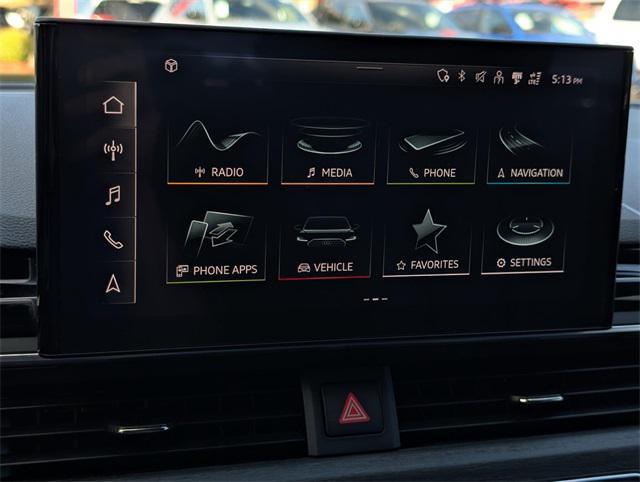 5:13 PM
RADIO
MEDIA
PHONE
NAVIGATION
PHONE APPS
VEHICLE
FAVORITES
SETTINGS